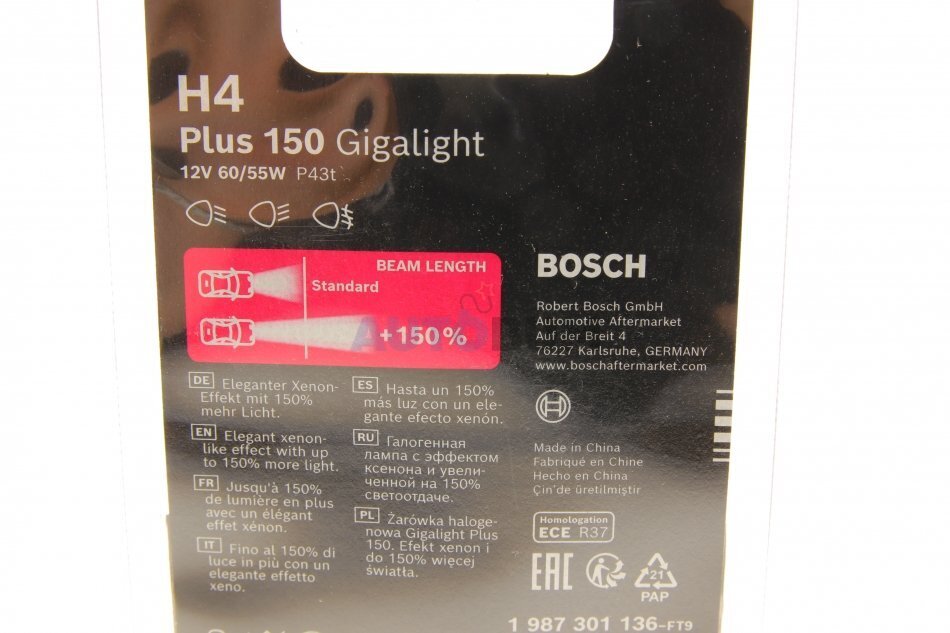 H4
Plus 150 Gigalight
12V 60/55W P43t
BEAM LENGTH
Standard
+150%
DE Eleganter Xenon-
Effekt mit 150%
mehr Licht.
EN Elegant xenon-
like effect with up
to 150% more light.
FR Jusqu'à 150%
de lumière en plus
avec un élégant
effet xénon.
IT Fino al 150% di
luce in più con un
elegante effetto
xeno.
ES Hasta un 150%
más luz con un ele-
gante efecto xenón.
RU Галогенная
лампа с эффектом
ксенона и увели-
ченной на 150%
светоотдаче.
PL Żarówka haloge-
nowa Gigalight Plus
150. Efekt xenon i
do 150% więcej
światła.
BOSCH
Robert Bosch GmbH
Automotive Aftermarket
Auf der Breit 4
76227 Karlsruhe, GERMANY
www.boschaftermarket.com
Made in China
Fabriqué en Chine
Hecho en China
Çin'de üretilmiştir
Homologation
ECE R37
EAC
21
PAP
1 987 301 136-FT9